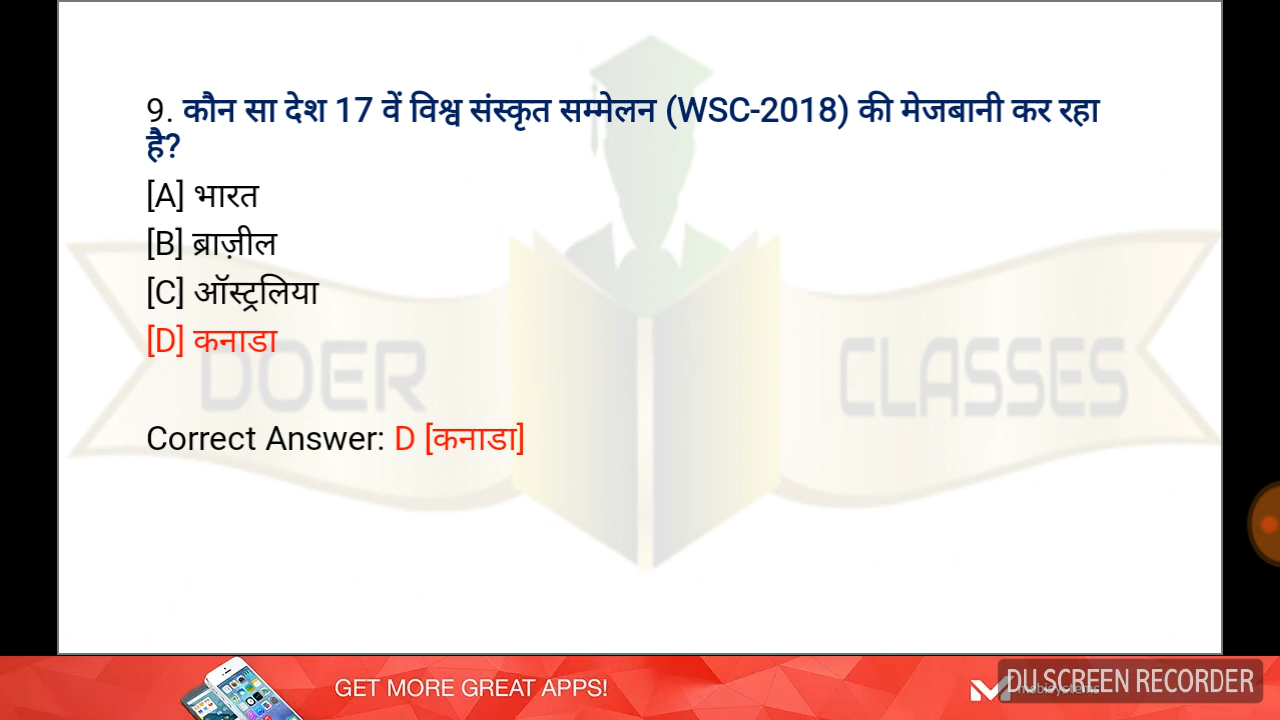 9. कौन सा देश 17 वें विश्व संस्कृत सम्मेलन (WSC-2018) की मेजबानी कर रहा
है?
[A] भारत
[B] ब्राज़ील
[C] ऑस्ट्रलिया
[D] कनाडा
DOER CLASSES
Correct Answer: D [कनाडा]
GET MORE GREAT APPS!
DU SCREEN RECORDER